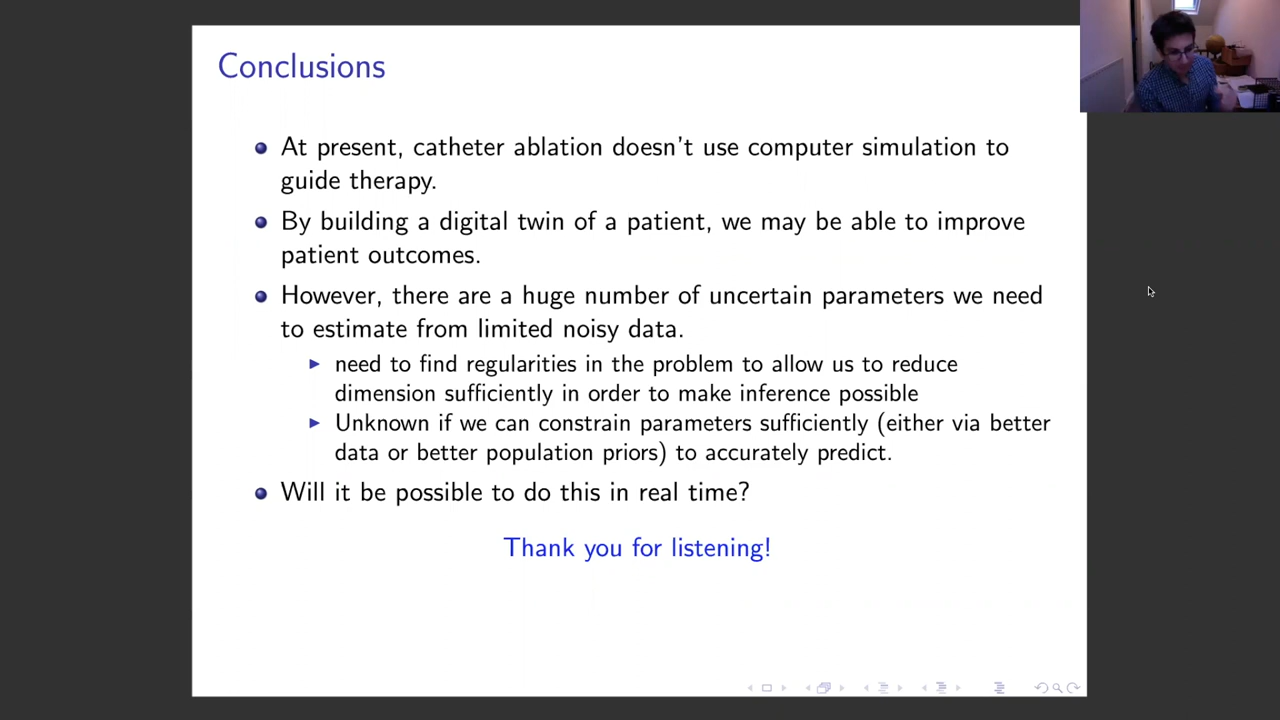 Conclusions
At present, catheter ablation doesn't use computer simulation to
guide therapy.
By building a digital twin of a patient, we may be able to improve
patient outcomes.
However, there are a huge number of uncertain parameters we need
to estimate from limited noisy data.
need to find regularities in the problem to allow us to reduce
dimension sufficiently in order to make inference possible
Unknown if we can constrain parameters sufficiently (either via better
data or better population priors) to accurately predict.
Will it be possible to do this in real time?
Thank you for listening!